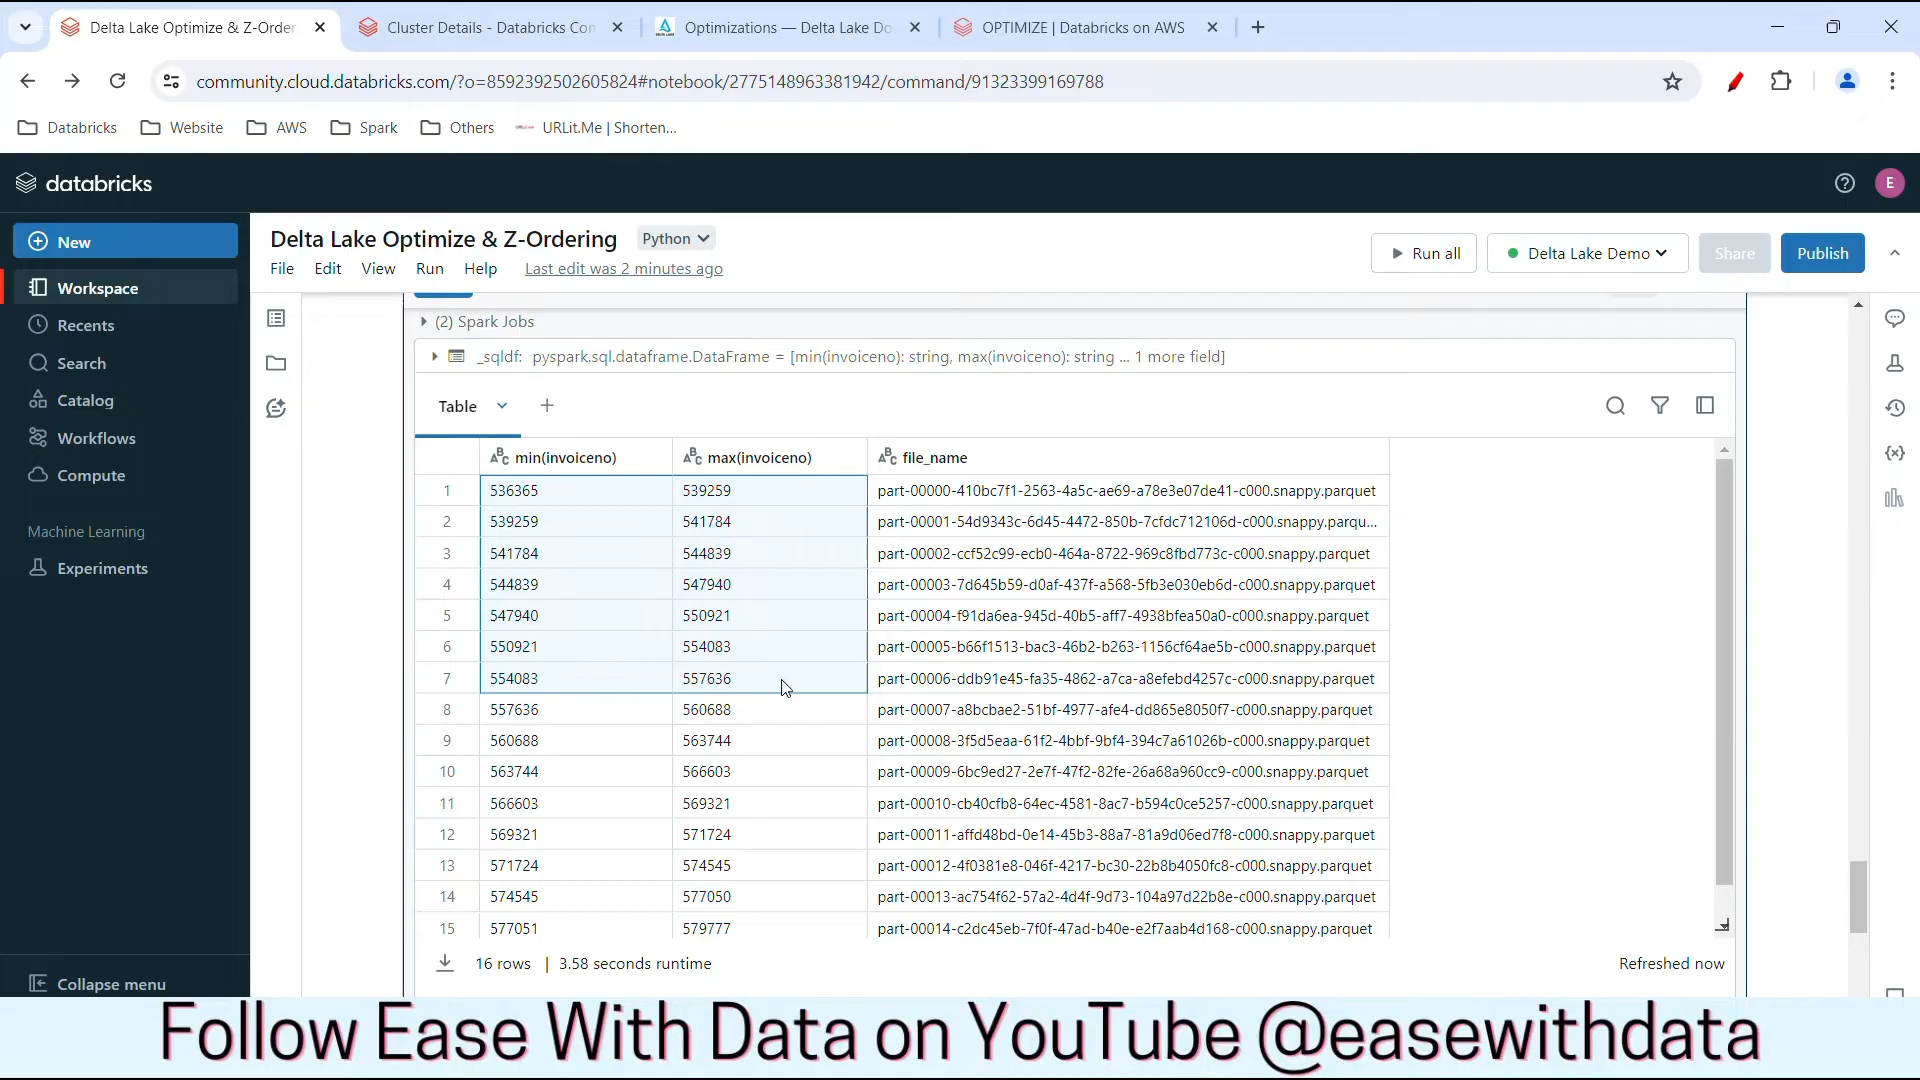 Delta Lake Optimize & Z-Order
Cluster Details - Databricks Con
Optimizations — Delta Lake Do
OPTIMIZE | Databricks on AWS
community.cloud.databricks.com/?o=8592392502605824#notebook/2775148963381942/command/91323399169788
Databricks
Website
AWS
Spark
Others
URLit.Me | Shorten...
databricks
E
New
Workspace
Recents
Search
Catalog
Workflows
Compute
Machine Learning
Experiments
Collapse menu
Delta Lake Optimize & Z-Ordering
Python
File Edit View Run Help Last edit was 2 minutes ago
Run all
Delta Lake Demo
Share
Publish
(2) Spark Jobs
_sqldf: pyspark.sql.dataframe.DataFrame = [min(invoiceno): string, max(invoiceno): string ... 1 more field]
Table
min(invoiceno) max(invoiceno) file_name
1 536365 539259 part-00000-410bc7f1-2563-4a5c-ae69-a78e3e07de41-c000.snappy.parquet
2 539259 541784 part-00001-54d9343c-6d45-4472-850b-7cfdc712106d-c000.snappy.parqu...
3 541784 544839 part-00002-ccf52c99-ecb0-464a-8722-969c8fbd773c-c000.snappy.parquet
4 544839 547940 part-00003-7d645b59-d0af-437f-a568-5fb3e030eb6d-c000.snappy.parquet
5 547940 550921 part-00004-f91da6ea-945d-40b5-aff7-4938bfea50a0-c000.snappy.parquet
6 550921 554083 part-00005-b66f1513-bac3-46b2-b263-1156cf64ae5b-c000.snappy.parquet
7 554083 557636 part-00006-ddb91e45-fa35-4862-a7ca-a8efebd4257c-c000.snappy.parquet
8 557636 560688 part-00007-a8bcbae2-51bf-4977-afe4-dd865e8050f7-c000.snappy.parquet
9 560688 563744 part-00008-3f5d5eaa-61f2-4bbf-9bf4-394c7a61026b-c000.snappy.parquet
10 563744 566603 part-00009-6bc9ed27-2e7f-47f2-82fe-26a68a960cc9-c000.snappy.parquet
11 566603 569321 part-00010-cb40cfb8-64ec-4581-8ac7-b594c0ce5257-c000.snappy.parquet
12 569321 571724 part-00011-affd48bd-0e14-45b3-88a7-81a9d06ed7f8-c000.snappy.parquet
13 571724 574545 part-00012-4f0381e8-046f-4217-bc30-22b8b4050fc8-c000.snappy.parquet
14 574545 577050 part-00013-ac754f62-57a2-4d4f-9d73-104a97d22b8e-c000.snappy.parquet
15 577051 579777 part-00014-c2dc45eb-7f0f-47ad-b40e-e2f7aab4d168-c000.snappy.parquet
16 rows | 3.58 seconds runtime
Refreshed now
Follow Ease With Data on YouTube @easewithdata